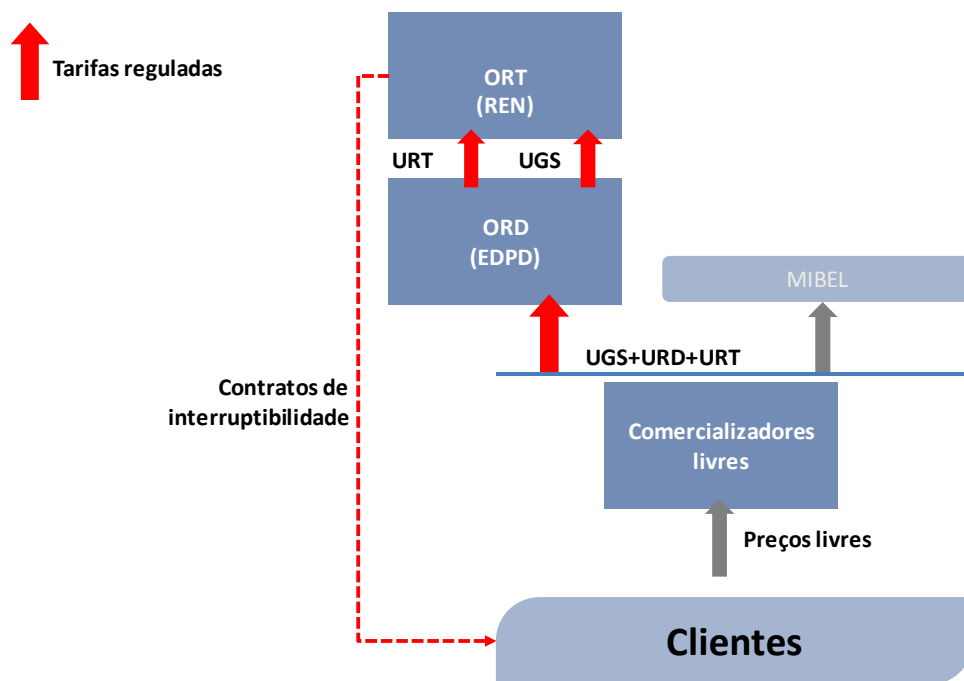 Tarifas reguladas
ORT
(REN)
URT
UGS
ORD
(EDPD)
MIBEL
UGS+URD+URT
Contratos de
interruptibilidade
Comercializadores
livres
Preços livres
Clientes